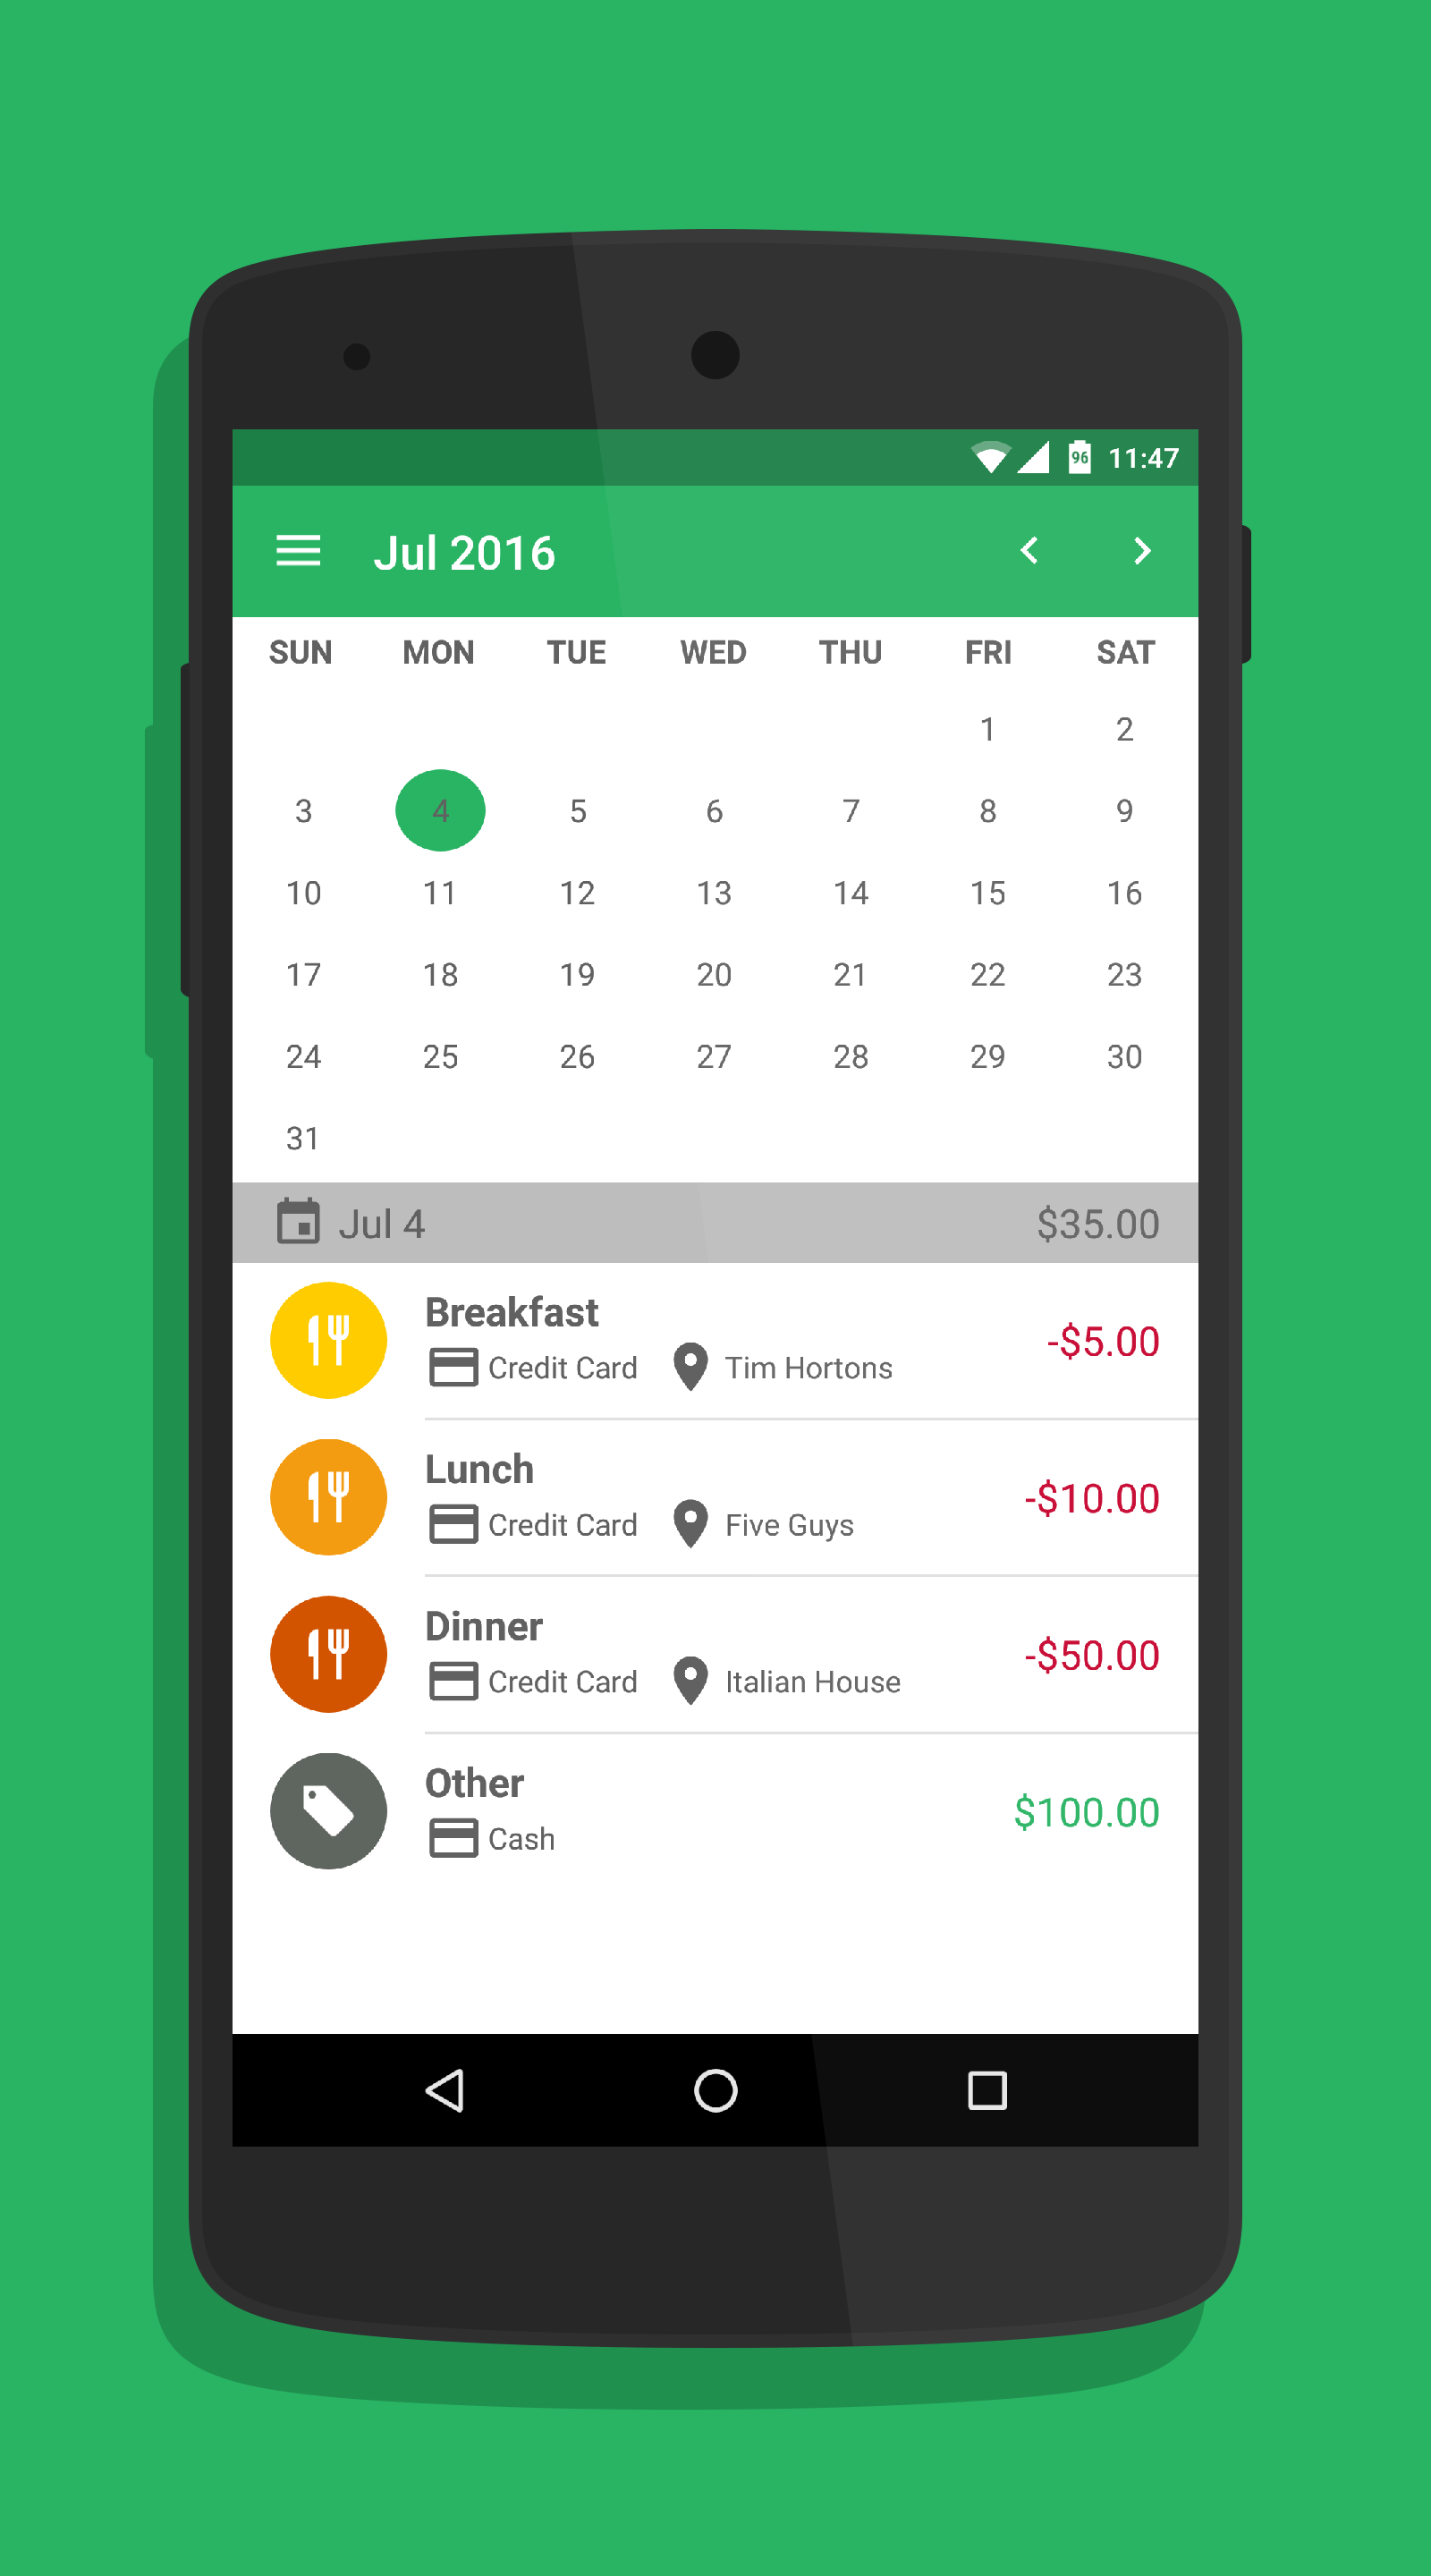 96 11:47
Jul 2016
SUN MON TUE WED THU FRI SAT
1 2
3 4 5 6 7 8 9
10 11 12 13 14 15 16
17 18 19 20 21 22 23
24 25 26 27 28 29 30
31
Jul 4 $35.00
Breakfast
Credit Card Tim Hortons -$5.00
Lunch
Credit Card Five Guys -$10.00
Dinner
Credit Card Italian House -$50.00
Other
Cash $100.00